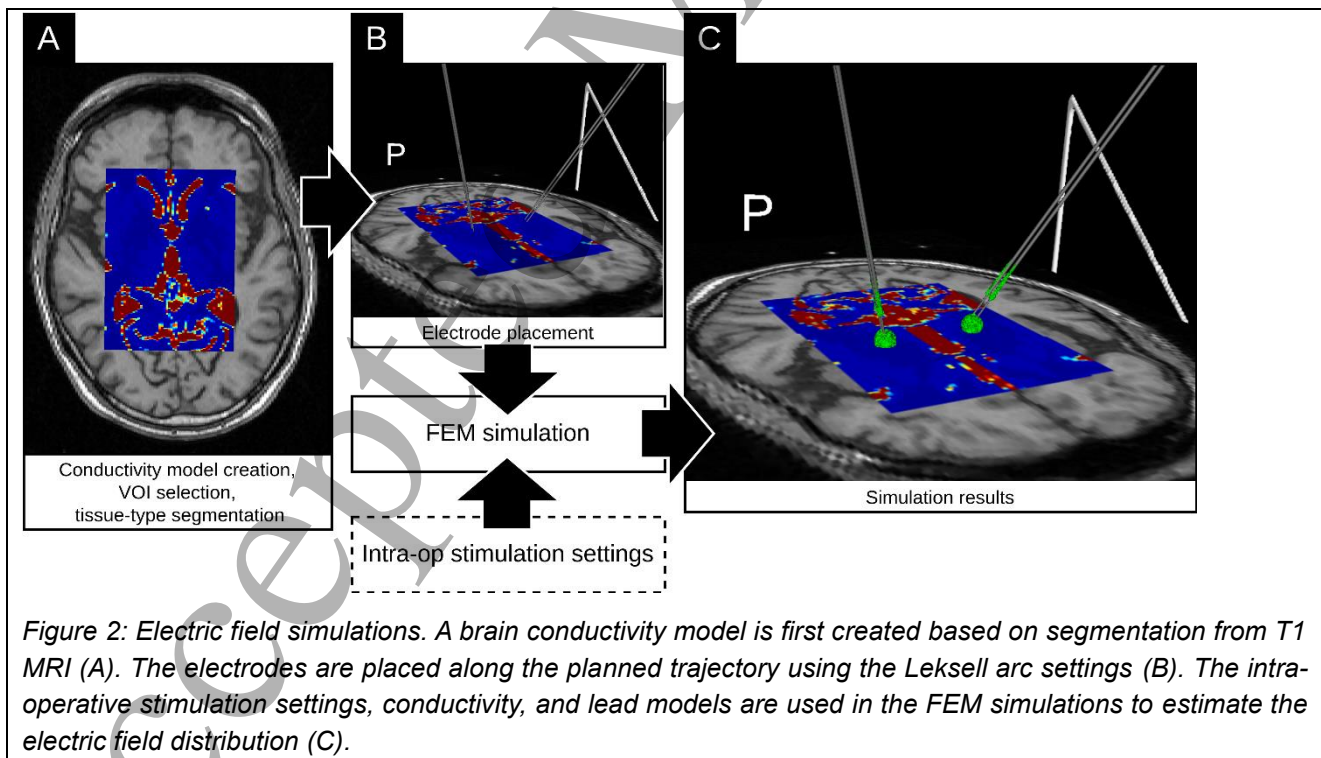 A
B
C
P
P
Conductivity model creation,
VOI selection,
tissue-type segmentation
Electrode placement
FEM simulation
Intra-op stimulation settings
Simulation results
Figure 2: Electric field simulations. A brain conductivity model is first created based on segmentation from T1
MRI (A). The electrodes are placed along the planned trajectory using the Leksell arc settings (B). The intra-
operative stimulation settings, conductivity, and lead models are used in the FEM simulations to estimate the
electric field distribution (C).